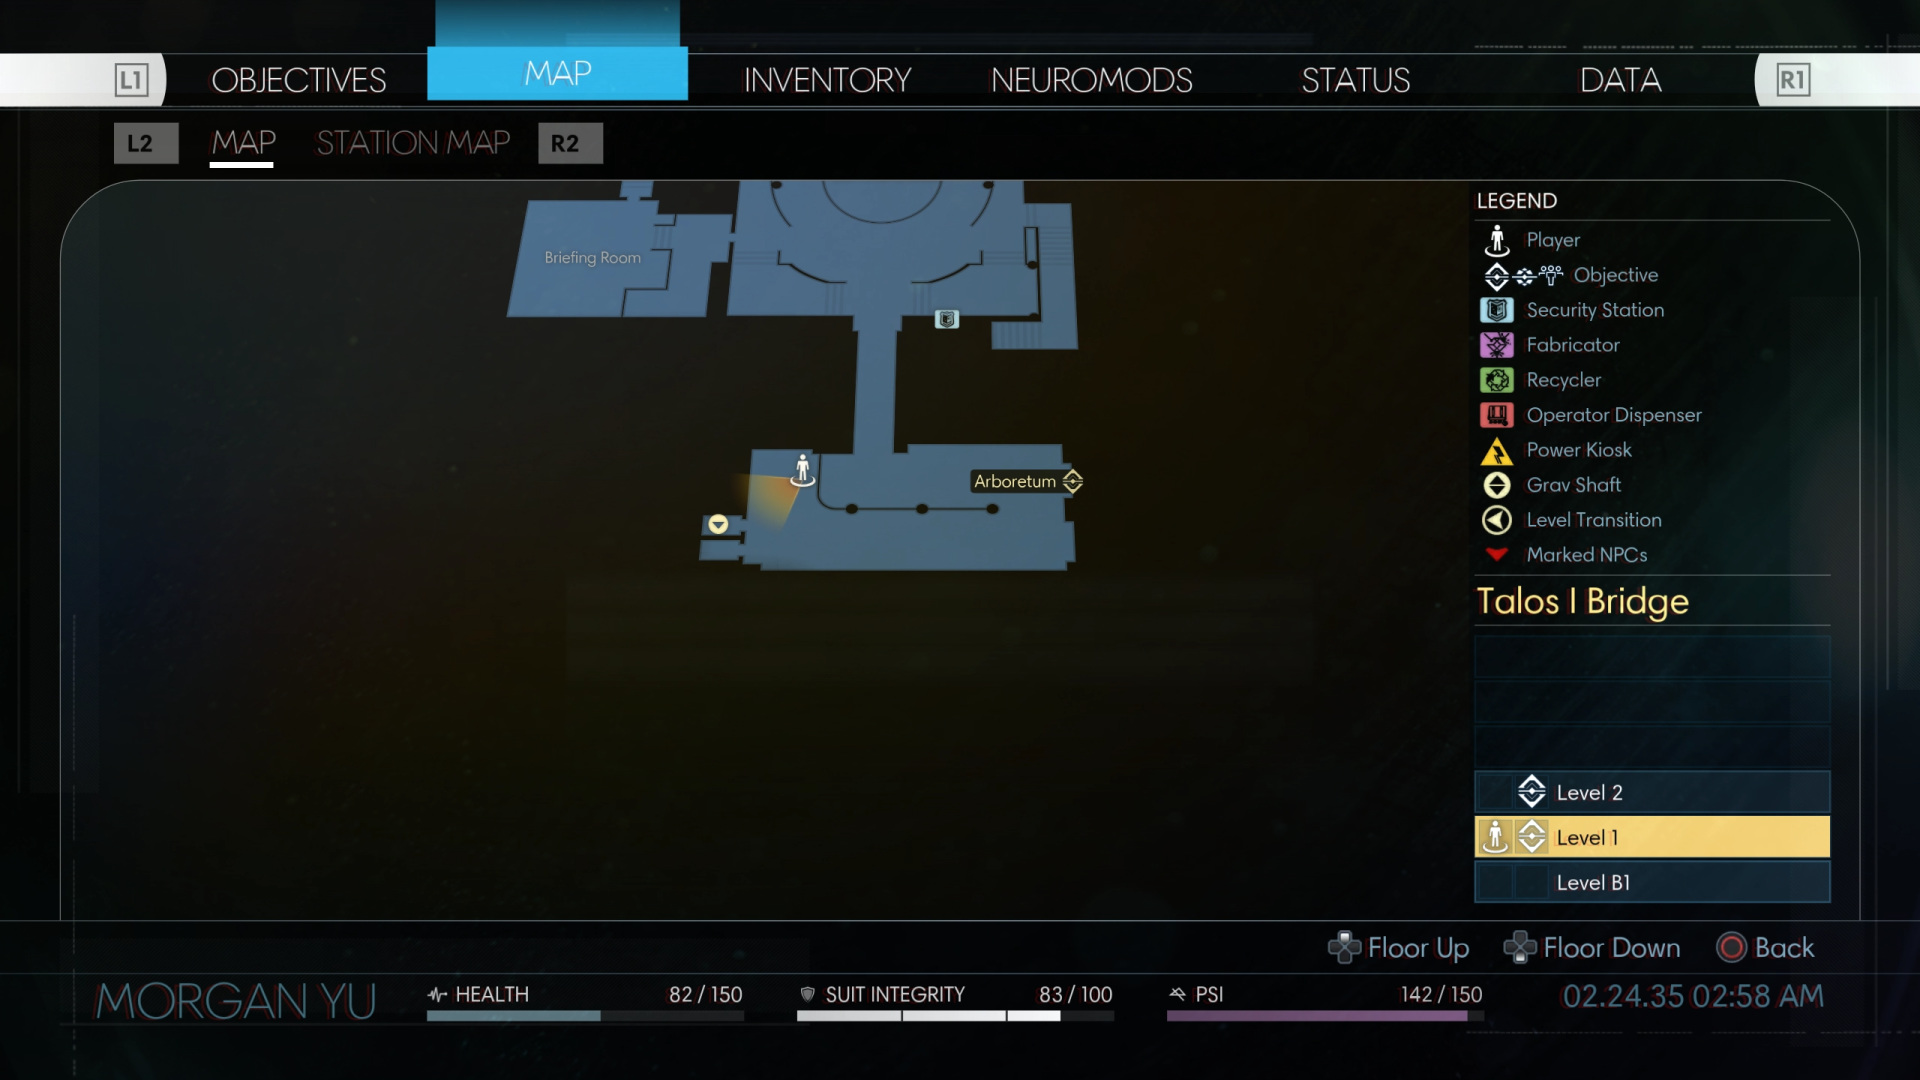 L1 OBJECTIVES MAP INVENTORY NEUROMODS STATUS DATA R1
L2 MAP STATION MAP R2
LEGEND
Player
Objective
Security Station
Fabricator
Recycler
Operator Dispenser
Power Kiosk
Grav Shaft
Level Transition
Marked NPCs
Briefing Room
Arboretum
Talos I Bridge
Level 2
Level 1
Level B1
Floor Up Floor Down Back
MORGAN YU HEALTH 82 / 150 SUIT INTEGRITY 83 / 100 PSI 142 / 150 02.24.35 02:58 AM